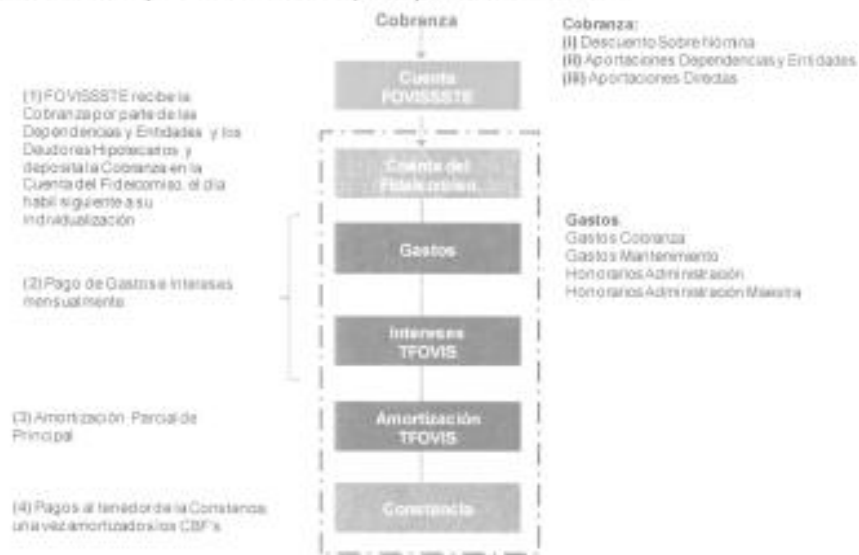 Cobranza
Cobranza:
(i) Descuento Sobre Nómina
(ii) Aportaciones Dependencias y Entidades
(iii) Aportaciones Directas
Cuenta
FOVISSSTE
(1) FOVISSSTE recibe la
Cobranza por parte de las
Dependencias y Entidades y los
Deudores Hipotecarios y
deposita la Cobranza en la
Cuenta del Fideicomiso, el día
hábil siguiente a su
individualización
Cuenta del
Fideicomiso
Gastos
Gastos
Gastos Cobranza
Gastos Mantenimiento
Honorarios Administración
Honorarios Administración Maestra
(2) Pago de Gastos e Intereses
mensualmente
Intereses
TFOVIS
(3) Amortización Parcial de
Principal
Amortización
TFOVIS
(4) Pagos al tenedor de la Constancia,
una vez amortizados los CBF's
Constancia